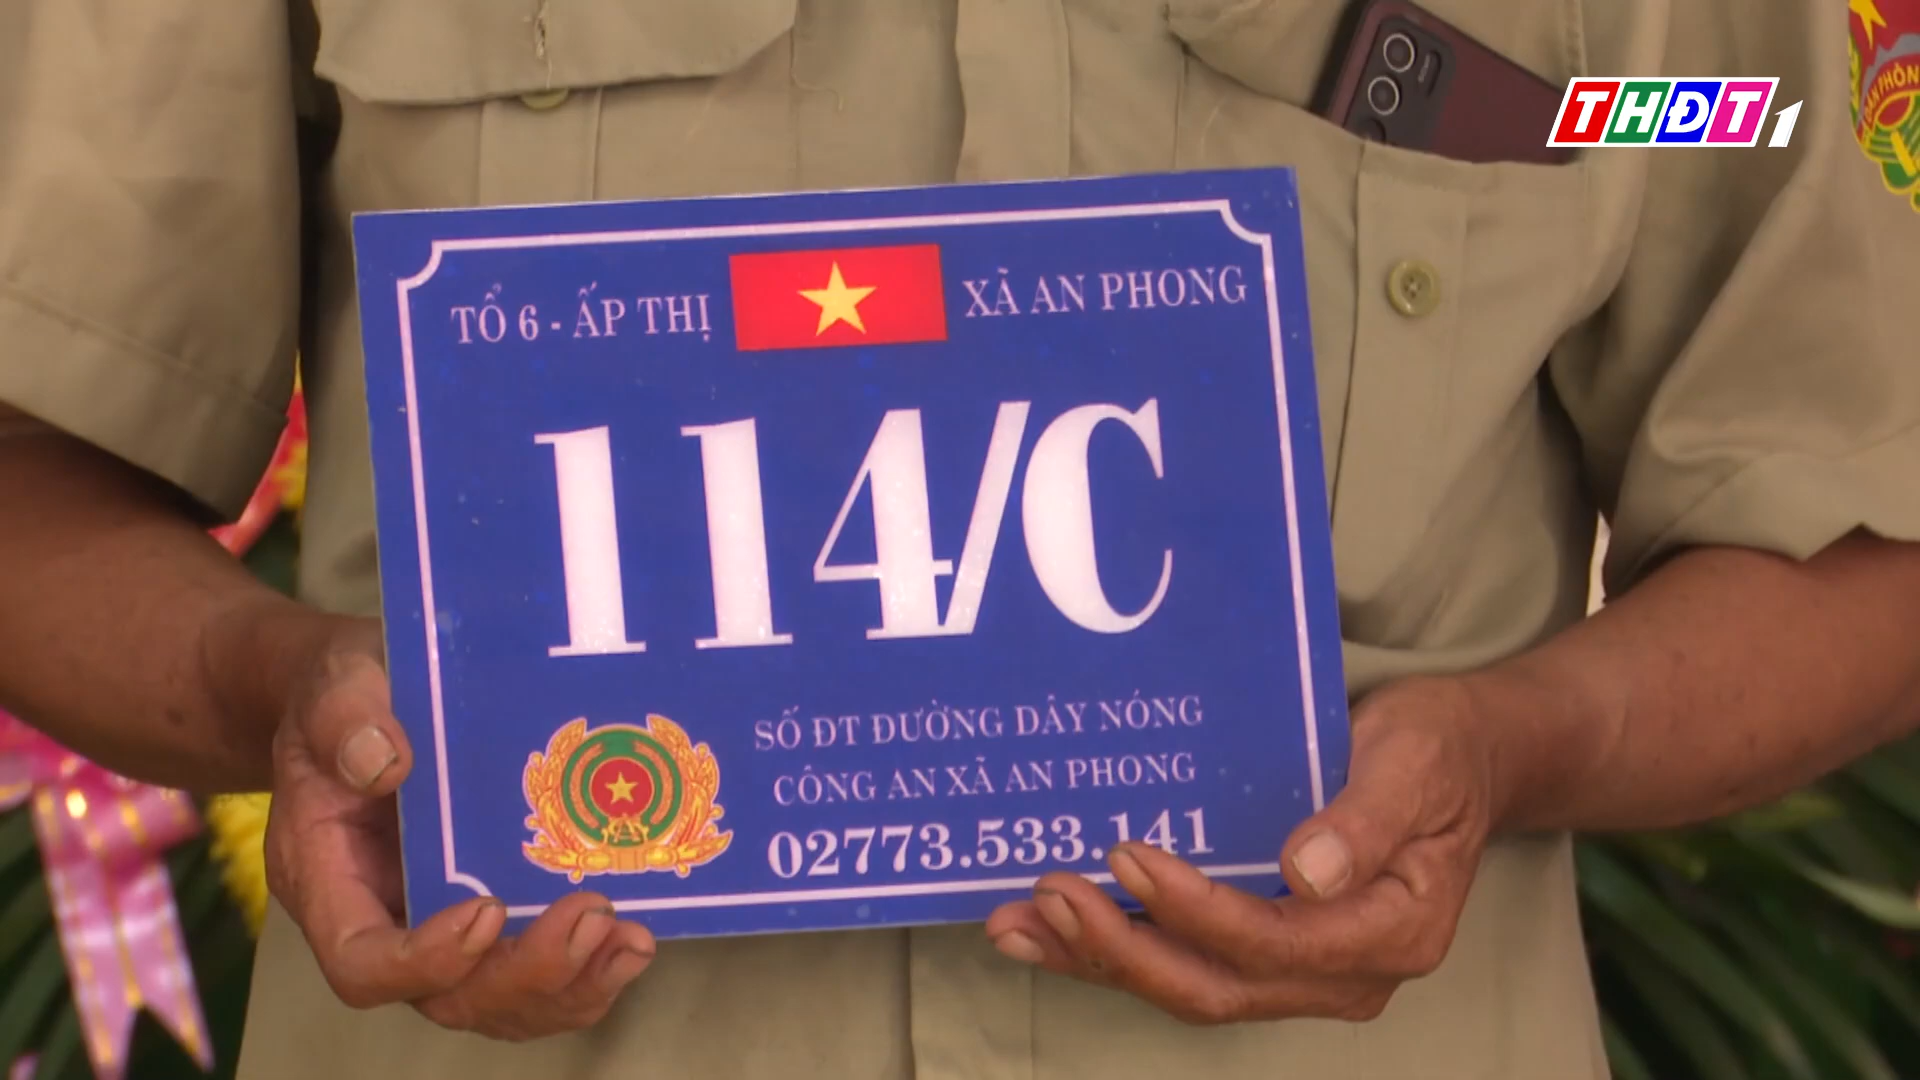 THĐT1
TỔ 6 - ẤP THỊ
XÃ AN PHONG
114/C
SỐ ĐT ĐƯỜNG DÂY NÓNG
CÔNG AN XÃ AN PHONG
02773.533.141